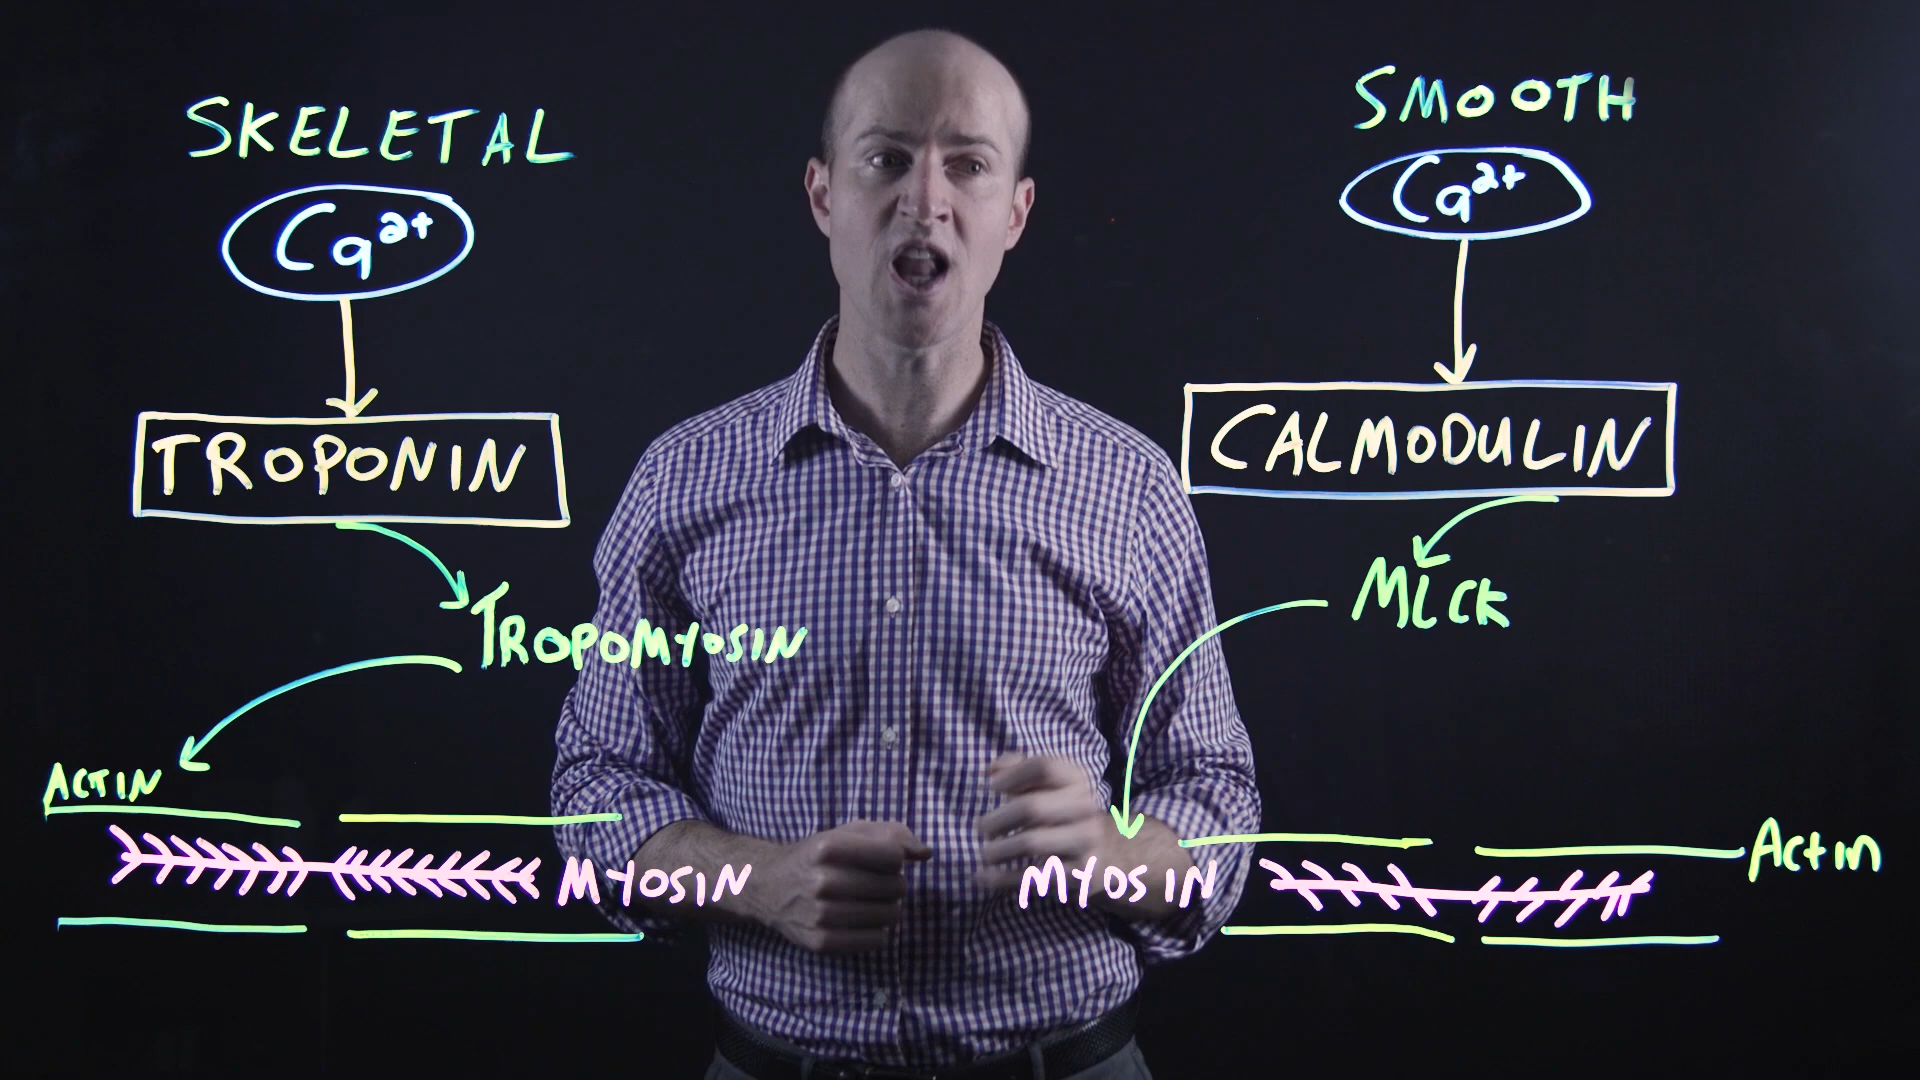 SKELETAL
Ca2+
TROPONIN
TROPOMYOSIN
ACTIN
MYOSIN
SMOOTH
Ca2+
CALMODULIN
MLCK
MYOSIN
Actin